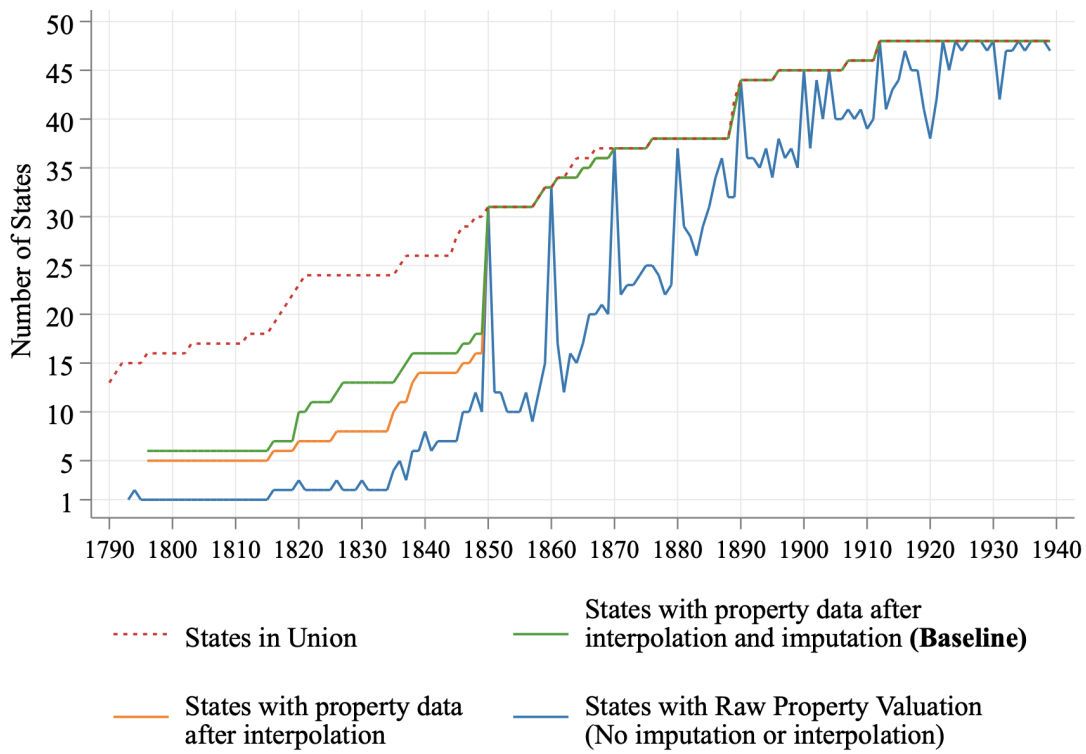 Number of States
50
45
40
35
30
25
20
15
10
5
1
1790 1800 1810 1820 1830 1840 1850 1860 1870 1880 1890 1900 1910 1920 1930 1940
States in Union
States with property data after
interpolation and imputation (Baseline)
States with property data
after interpolation
States with Raw Property Valuation
(No imputation or interpolation)